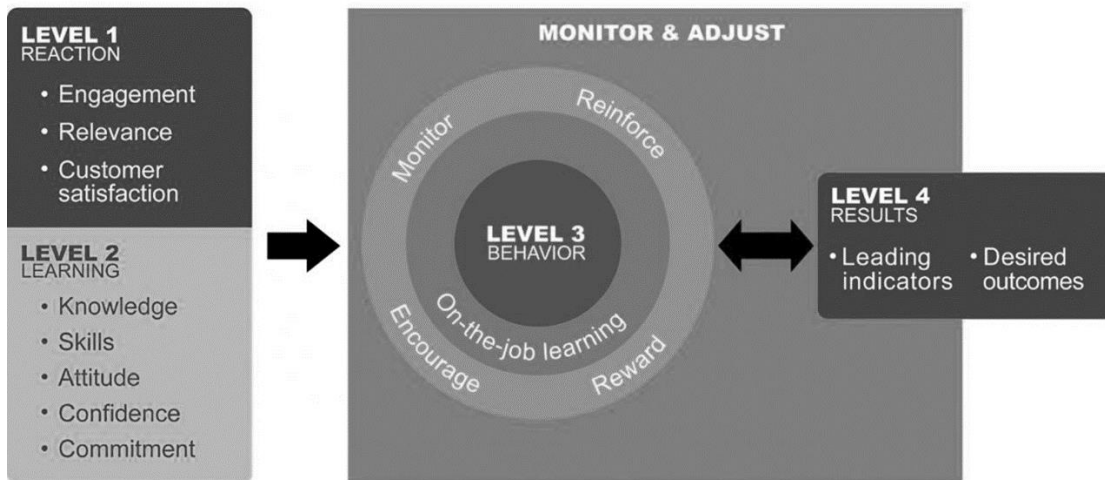 LEVEL 1
REACTION
• Engagement
• Relevance
• Customer
satisfaction
LEVEL 2
LEARNING
• Knowledge
• Skills
• Attitude
• Confidence
• Commitment
MONITOR & ADJUST
Monitor
Reinforce
LEVEL 3
BEHAVIOR
On-the-job learning
Encourage
Reward
LEVEL 4
RESULTS
• Leading
indicators
• Desired
outcomes